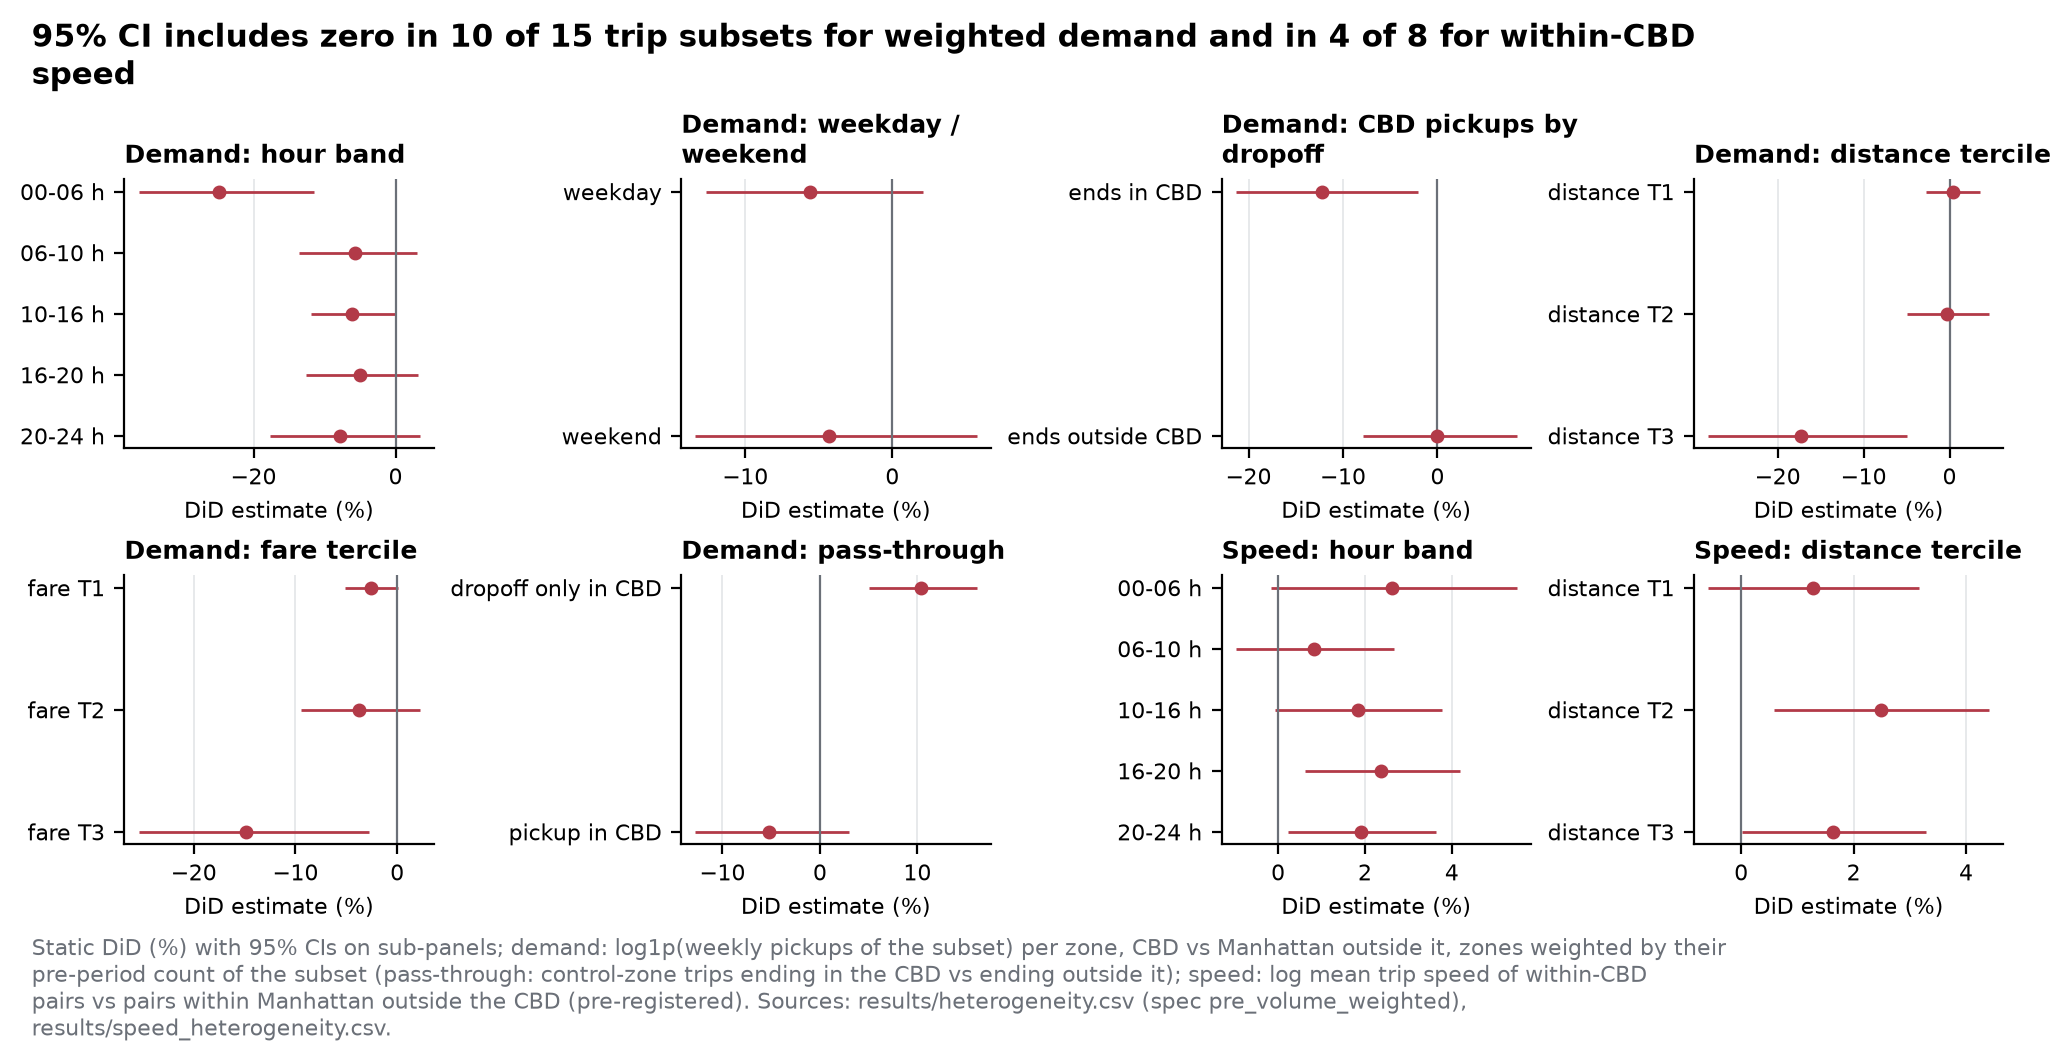 95% CI includes zero in 10 of 15 trip subsets for weighted demand and in 4 of 8 for within-CBD
speed
Demand: hour band
00-06 h
06-10 h
10-16 h
16-20 h
20-24 h
−20
0
DiD estimate (%)
Demand: weekday /
weekend
weekday
weekend
−10
0
DiD estimate (%)
Demand: CBD pickups by
dropoff
ends in CBD
ends outside CBD
−20
−10
0
DiD estimate (%)
Demand: distance tercile
distance T1
distance T2
distance T3
−20
−10
0
DiD estimate (%)
Demand: fare tercile
fare T1
fare T2
fare T3
−20
−10
0
DiD estimate (%)
Demand: pass-through
dropoff only in CBD
pickup in CBD
−10
0
10
DiD estimate (%)
Speed: hour band
00-06 h
06-10 h
10-16 h
16-20 h
20-24 h
0
2
4
DiD estimate (%)
Speed: distance tercile
distance T1
distance T2
distance T3
0
2
4
DiD estimate (%)
Static DiD (%) with 95% CIs on sub-panels; demand: log1p(weekly pickups of the subset) per zone, CBD vs Manhattan outside it, zones weighted by their
pre-period count of the subset (pass-through: control-zone trips ending in the CBD vs ending outside it); speed: log mean trip speed of within-CBD
pairs vs pairs within Manhattan outside the CBD (pre-registered). Sources: results/heterogeneity.csv (spec pre_volume_weighted),
results/speed_heterogeneity.csv.